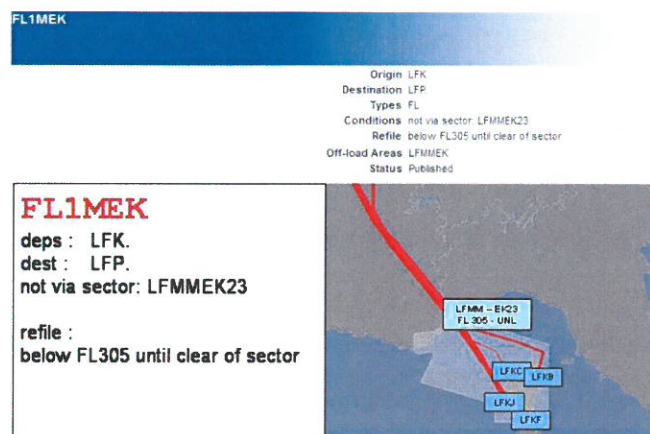 FL1MEK
Origin LFK
Destination LFP
Types FL
Conditions not via sector: LFMMEK23
Refile below FL305 until clear of sector
Off-load Areas LFMMEK
Status Published
FL1MEK
deps : LFK.
dest : LFP.
not via sector: LFMMEK23
refile :
below FL305 until clear of sector
LFMM – EK23
FL 305 - UNL
LFKC
LFKB
LFKJ
LFKF